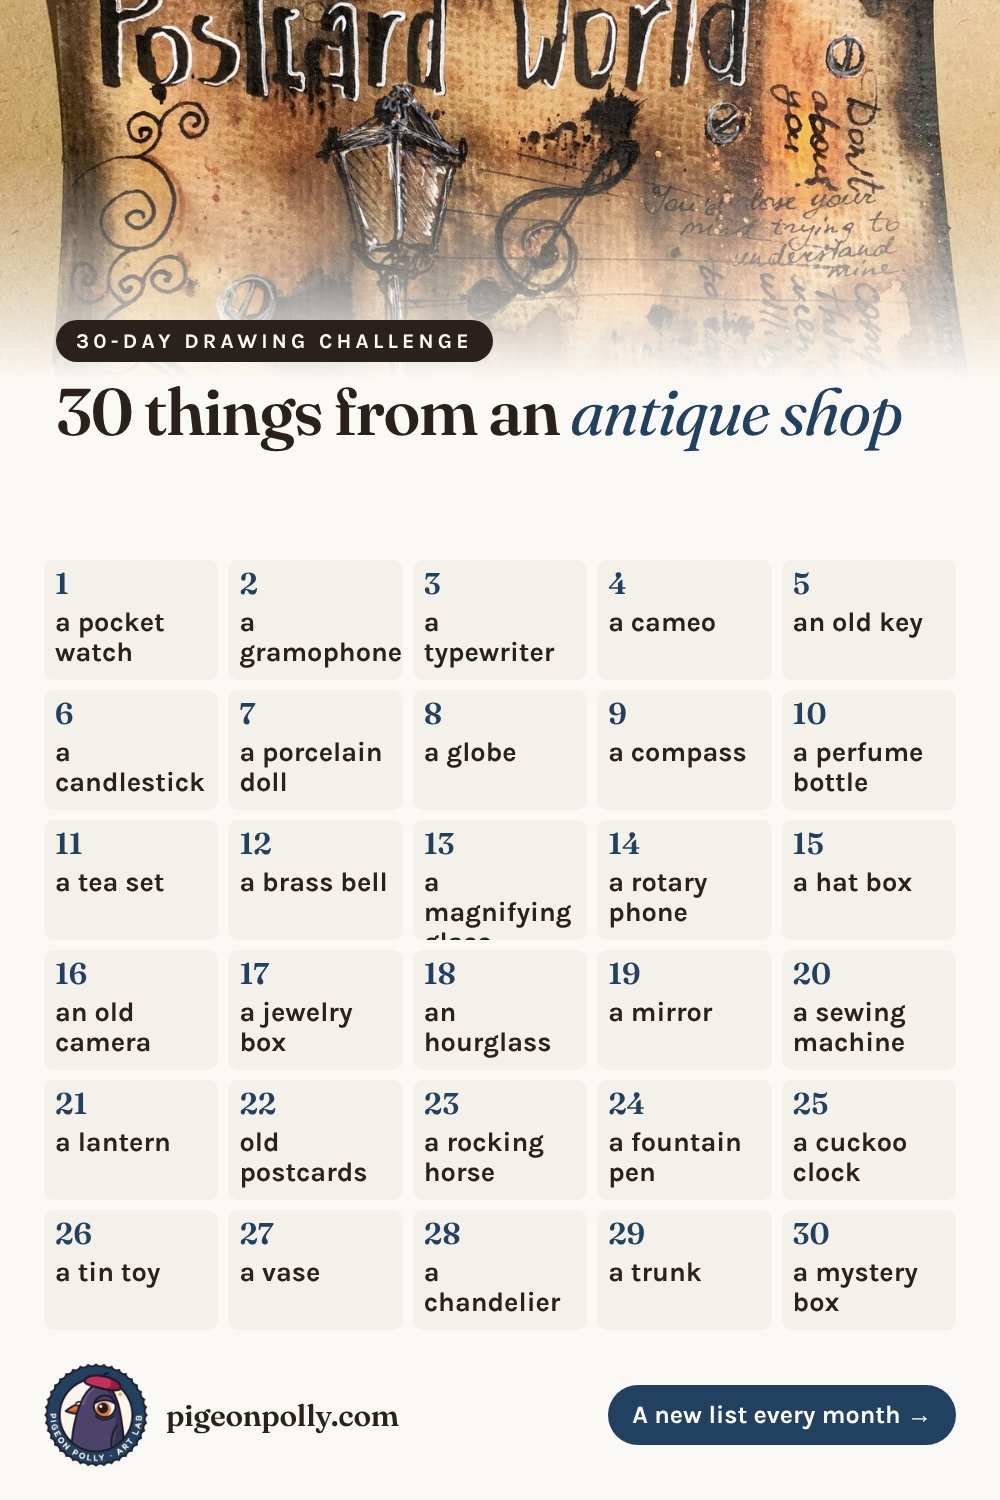 Postcard World
Don't
about
you
You'd lose your
mind trying to
understand
mine.
30-DAY DRAWING CHALLENGE
30 things from an antique shop
1
a pocket
watch
2
a
gramophone
3
a
typewriter
4
a cameo
5
an old key
6
a
candlestick
7
a porcelain
doll
8
a globe
9
a compass
10
a perfume
bottle
11
a tea set
12
a brass bell
13
a
magnifying
14
a rotary
phone
15
a hat box
16
an old
camera
17
a jewelry
box
18
an
hourglass
19
a mirror
20
a sewing
machine
21
a lantern
22
old
postcards
23
a rocking
horse
24
a fountain
pen
25
a cuckoo
clock
26
a tin toy
27
a vase
28
a
chandelier
29
a trunk
30
a mystery
box
PIGEON POLLY · ART LAB
pigeonpolly.com
A new list every month →